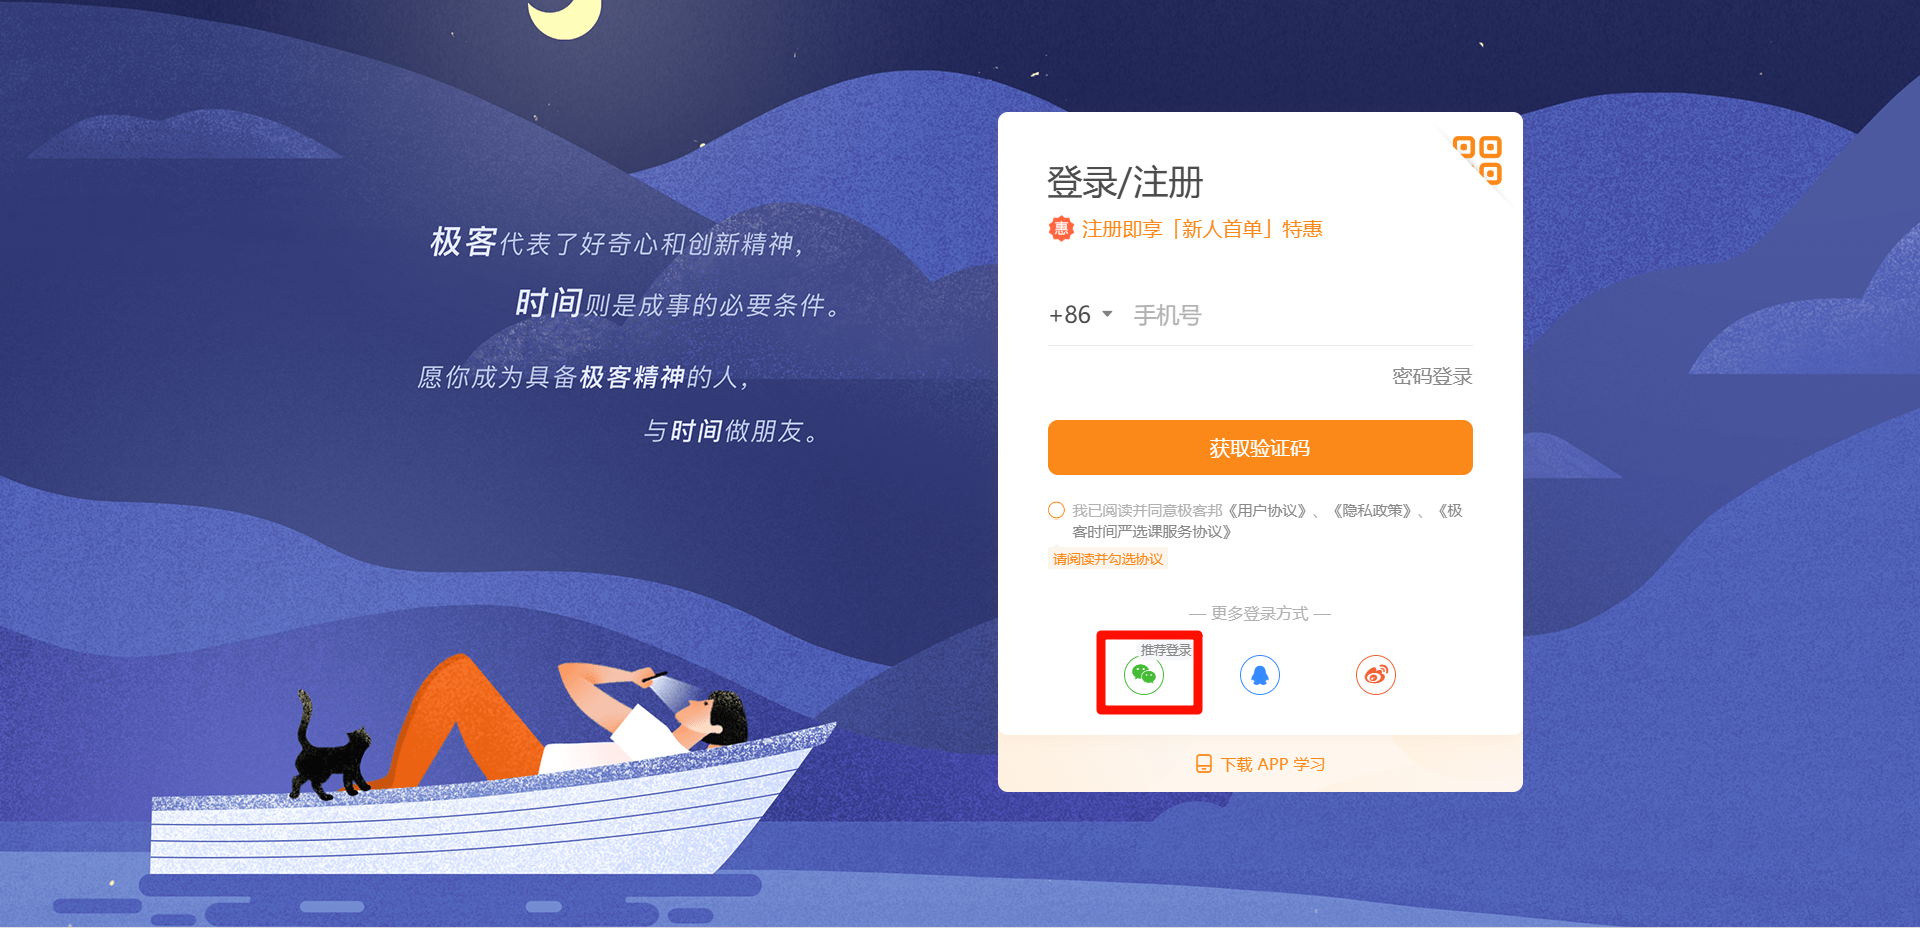 极客代表了好奇心和创新精神，
时间则是成事的必要条件。
愿你成为具备极客精神的人，
与时间做朋友。
登录/注册
惠 注册即享「新人首单」特惠
+86 手机号
密码登录
获取验证码
我已阅读并同意极客邦《用户协议》、《隐私政策》、《极
客时间严选课服务协议》
请阅读并勾选协议
— 更多登录方式 —
推荐登录
下载 APP 学习